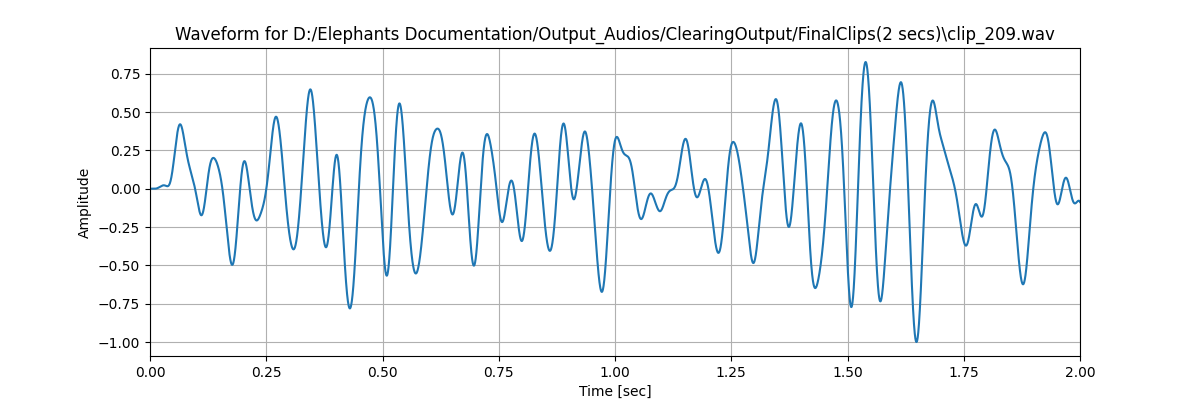 Waveform for D:/Elephants Documentation/Output_Audios/ClearingOutput/FinalClips(2 secs)\clip_209.wav
Amplitude
0.75
0.50
0.25
0.00
−0.25
−0.50
−0.75
−1.00
0.00 0.25 0.50 0.75 1.00 1.25 1.50 1.75 2.00
Time [sec]